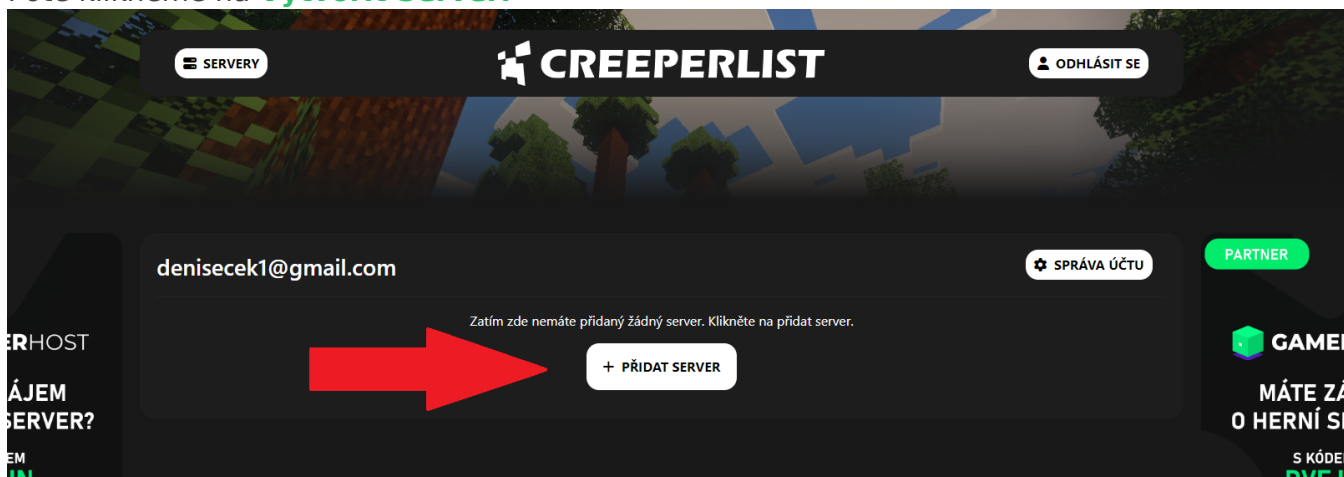 SERVERY
CREEPERLIST
ODHLÁSIT SE
denisecek1@gmail.com
SPRÁVA ÚČTU
PARTNER
Zatím zde nemáte přidaný žádný server. Klikněte na přidat server.
+ PŘIDAT SERVER
ERHOST
ÁJEM
SERVER?
EM
GAME
MÁTE ZÁ
O HERNÍ S
S KÓDE